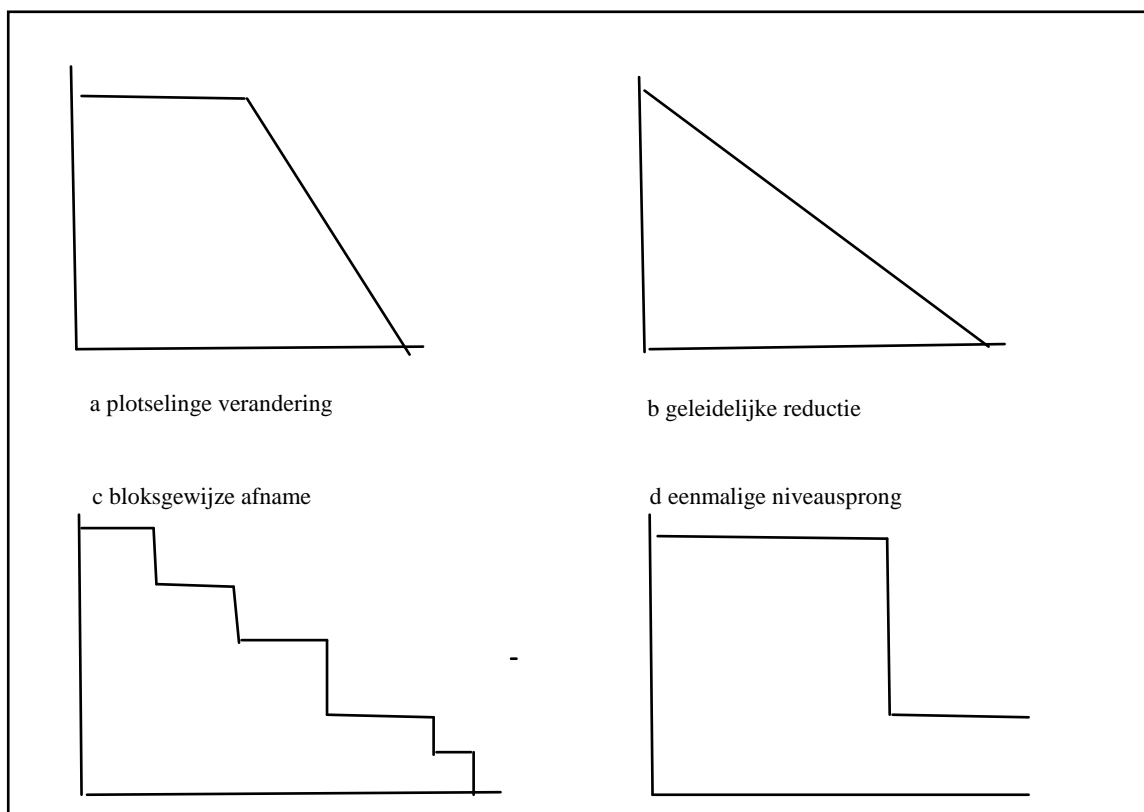 a plotselinge verandering
b geleidelijke reductie
c bloksgewijze afname
d eenmalige niveausprong